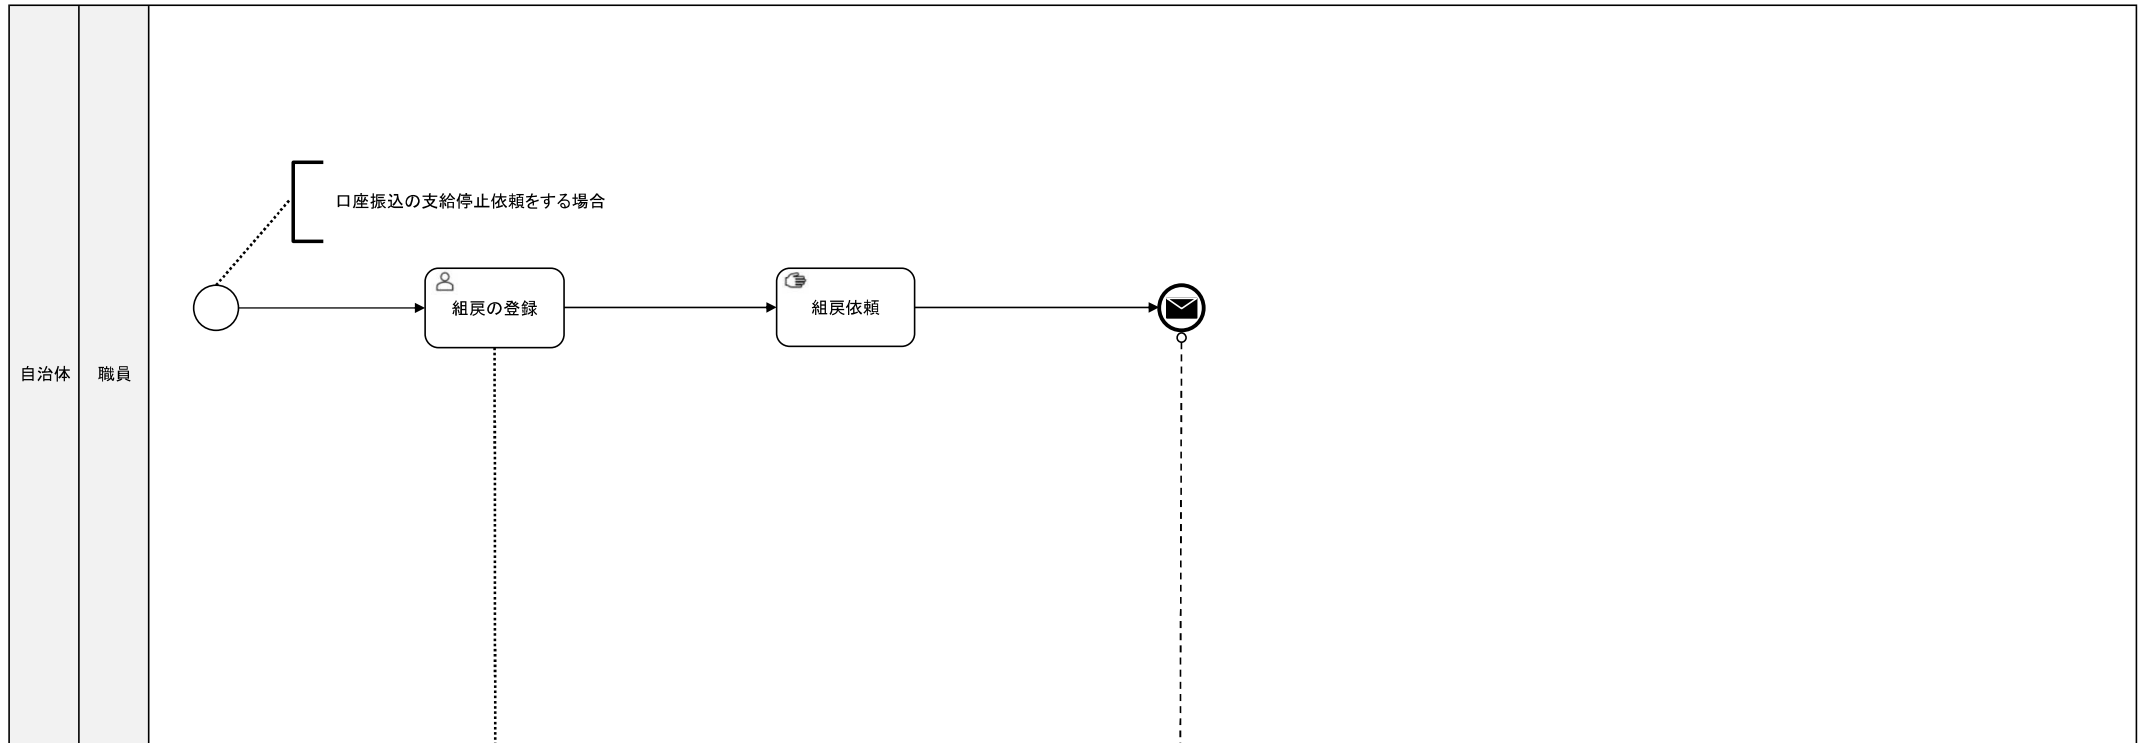 口座振込の支給停止依頼をする場合
組戻の登録
組戻依頼
自治体
職員